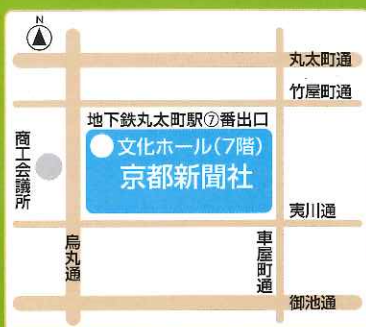 N
丸太町通
竹屋町通
地下鉄丸太町駅⑦番出口
文化ホール(7階)
京都新聞社
商工会議所
夷川通
烏丸通
車屋町通
御池通